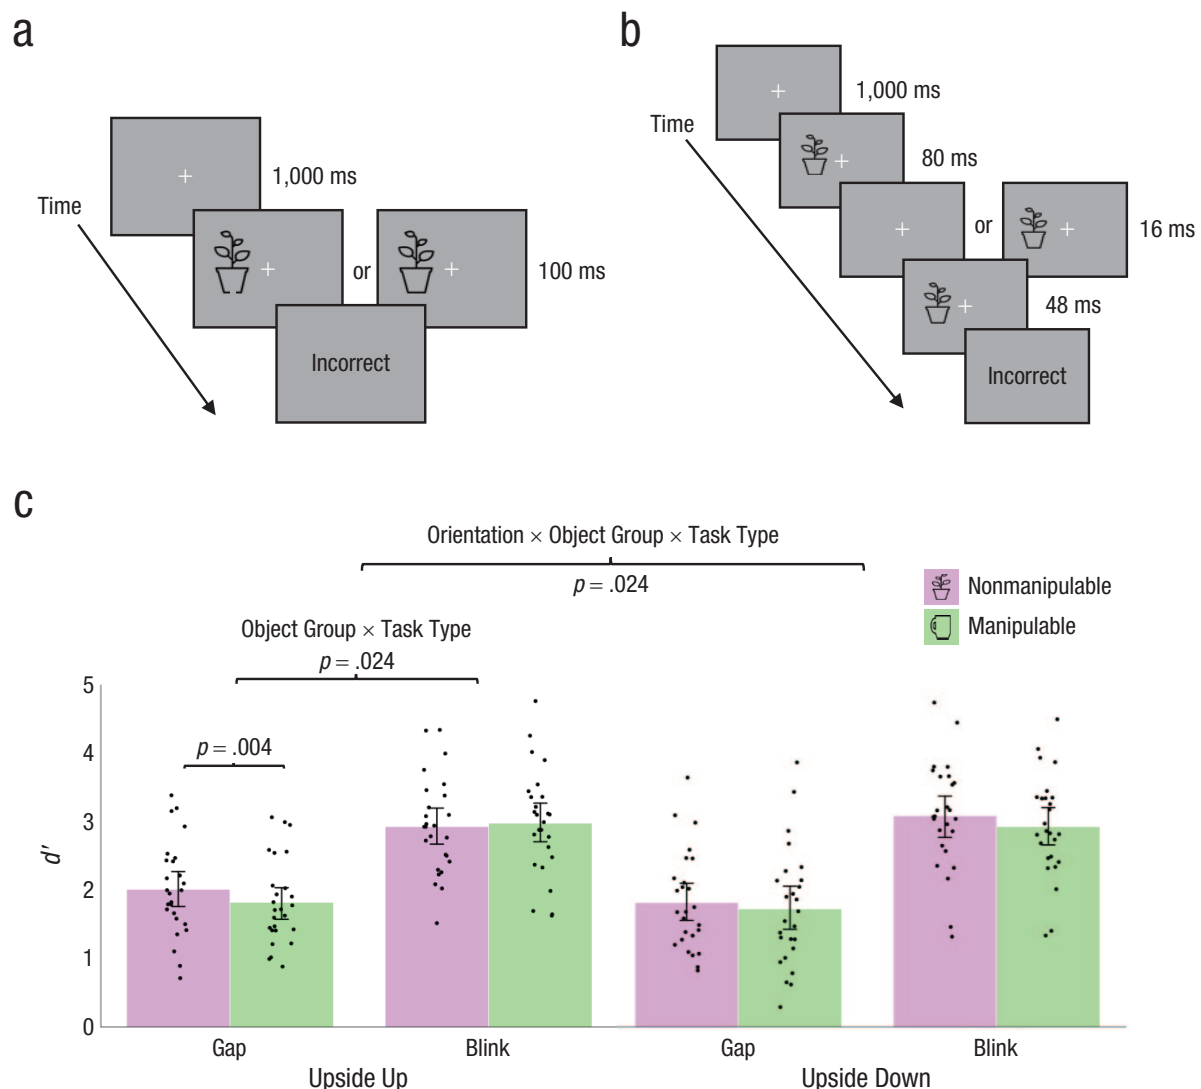 a
1,000 ms
Time
or
100 ms
Incorrect
b
1,000 ms
Time
80 ms
or
16 ms
48 ms
Incorrect
c
Orientation × Object Group × Task Type
p = .024
Nonmanipulable
Manipulable
Object Group × Task Type
p = .024
p = .004
d′
5
4
3
2
1
0
Gap
Blink
Gap
Blink
Upside Up
Upside Down